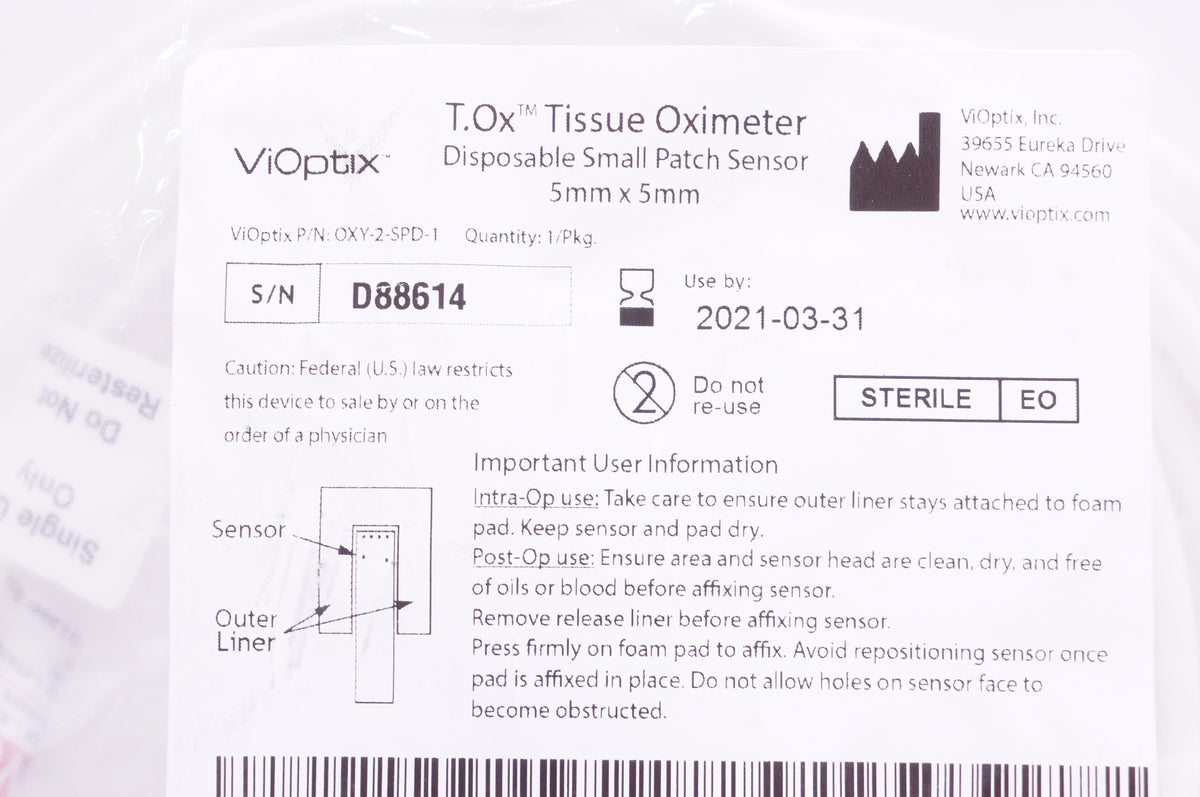 T.Ox™ Tissue Oximeter
Disposable Small Patch Sensor
5mm x 5mm
ViOptix™
ViOptix, Inc.
39655 Eureka Drive
Newark CA 94560
USA
www.vioptix.com
ViOptix P/N: OXY-2-SPD-1 Quantity: 1/Pkg.
S/N D88614
Use by:
2021-03-31
Caution: Federal (U.S.) law restricts
this device to sale by or on the
order of a physician
2
Do not
re-use
STERILE EO
Important User Information
Intra-Op use: Take care to ensure outer liner stays attached to foam
pad. Keep sensor and pad dry.
Post-Op use: Ensure area and sensor head are clean, dry, and free
of oils or blood before affixing sensor.
Remove release liner before affixing sensor.
Press firmly on foam pad to affix. Avoid repositioning sensor once
pad is affixed in place. Do not allow holes on sensor face to
become obstructed.
Sensor
Outer
Liner
Single
Only
Do Not
Resterilize